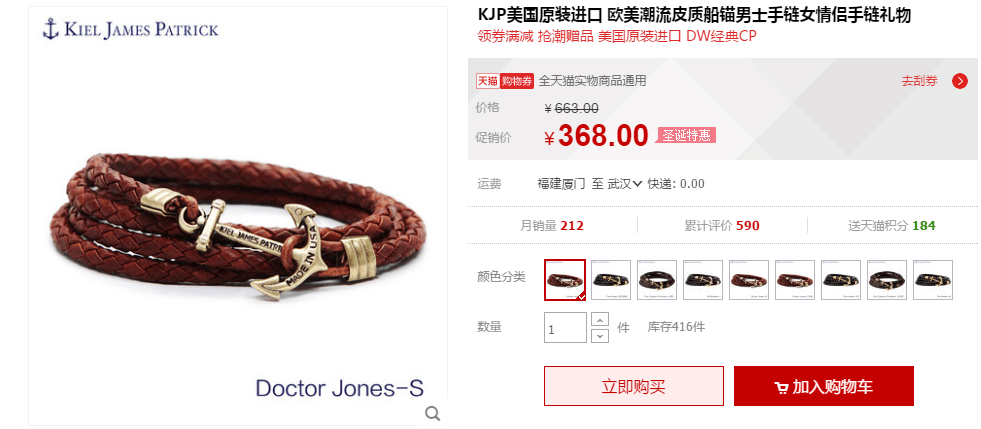 KIEL JAMES PATRICK
KIEL JAMES PATRIC
MADE IN USA
Doctor Jones-S
KJP美国原装进口 欧美潮流皮质船锚男士手链女情侣手链礼物
领券满减 抢潮赠品 美国原装进口 DW经典CP
天猫 购物券 全天猫实物商品通用 去刮券
价格 ¥663.00
促销价 ¥368.00 圣诞特惠
运费 福建厦门 至 武汉 快递: 0.00
月销量 212 累计评价 590 送天猫积分 184
颜色分类
数量 1 件 库存416件
立即购买 加入购物车